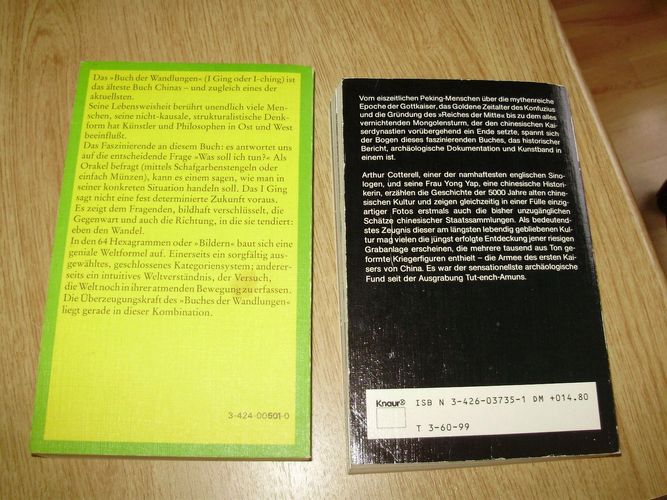 Das »Buch der Wandlungen« (I Ging oder I-ching) ist
das älteste Buch Chinas – und zugleich eines der
aktuellsten.
Seine Lebensweisheit berührt unendlich viele Men-
schen, seine nicht-kausale, strukturalistische Denk-
form hat Künstler und Philosophen in Ost und West
beeinflußt.
Das Faszinierende an diesem Buch: es antwortet uns
auf die entscheidende Frage »Was soll ich tun?« Als
Orakel befragt (mittels Schafgarbenstengeln oder
einfach Münzen), kann es einem sagen, wie man in
seiner konkreten Situation handeln soll. Das I Ging
sagt nicht eine fest determinierte Zukunft voraus.
Es zeigt dem Fragenden, bildhaft verschlüsselt, die
Gegenwart und auch die Richtung, in die sie tendiert:
eben den Wandel.
In den 64 Hexagrammen oder »Bildern« baut sich eine
geniale Weltformel auf. Einerseits ein sorgfältig aus-
gewähltes, geschlossenes Kategoriensystem; anderer-
seits ein intuitives Weltverständnis, der Versuch,
die Welt noch in ihrer atmenden Bewegung zu erfassen.
Die Überzeugungskraft des »Buches der Wandlungen«
liegt gerade in dieser Kombination.
3-424-00601-0
Vom eiszeitlichen Peking-Menschen über die mythenreiche
Epoche der Gottkaiser, das Goldene Zeitalter des Konfuzius
und die Gründung des »Reiches der Mitte« bis zu dem alles
vernichtenden Mongolensturm, der den chinesischen Kai-
serdynastien vorübergehend ein Ende setzte, spannt sich
der Bogen dieses faszinierenden Buches, das historischer
Bericht, archäologische Dokumentation und Kunstband in
einem ist.
Arthur Cotterell, einer der namhaftesten englischen Sino-
logen, und seine Frau Yong Yap, eine chinesische Histori-
kerin, erzählen die Geschichte der 5000 Jahre alten chinesi-
schen Kultur und zeigen gleichzeitig in einer Fülle einzig-
artiger Fotos erstmals auch die bisher unzugänglichen
Schätze chinesischer Staatssammlungen. Als bedeutend-
stes Zeugnis dieser am längsten lebendig gebliebenen Kul-
tur mag vielen die jüngst erfolgte Entdeckung jener riesigen
Grabanlage erscheinen, die mehrere tausend aus Ton ge-
formte Kriegerfiguren enthielt – die Armee des ersten Kai-
sers von China. Es war der sensationellste archäologische
Fund seit der Ausgrabung Tut-ench-Amuns.
Knaur®
ISB N 3-426-03735-1 DM +014.80
T 3-60-99